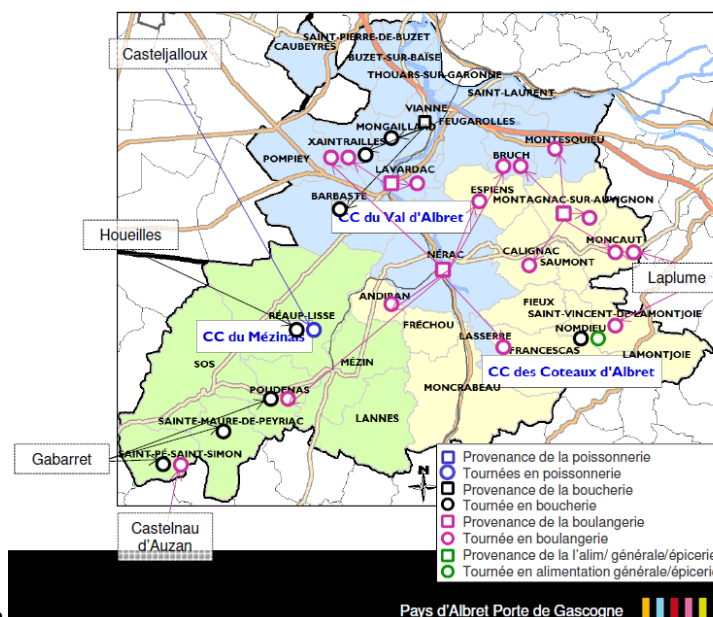 Casteljalloux
SAINT-PIERRE-DE-BUZET
CAUBEYRES
BUZET-SUR-BAÏSE
THOUARS-SUR-GARONNE
SAINT-LAURENT
VIANNE
FEUGAROLLES
MONGAILLARD
XAINTRAILLES
MONTESQUIEU
POMPIEY
BRUCH
LAVARDAC
ESPIENS
BARBASTE
MONTAGNAC-SUR-AUVIGNON
CC du Val d'Albret
Houeilles
MONCAUT
NÉRAC
CALIGNAC
SAUMONT
Laplume
ANDIRAN
FIEUX
RÉAUP-LISSE
SAINT-VINCENT-DE-LAMONTJOIE
FRÉCHOU
CC du Mézinais
LASSERRE
NOMDIEU
FRANCESCAS
LAMONTJOIE
MÉZIN
SOS
CC des Coteaux d'Albret
POUDENAS
MONCRABEAU
SAINTE-MAURE-DE-PEYRIAC
LANNES
Gabarret
SAINT-PÉ-SAINT-SIMON
N
Castelnau
d'Auzan
Provenance de la poissonnerie
Tournées en poissonnerie
Provenance de la boucherie
Tournée en boucherie
Provenance de la boulangerie
Tournée en boulangerie
Provenance de la l'alim/ générale/épicerie
Tournée en alimentation générale/épicerie
Pays d'Albret Porte de Gascogne